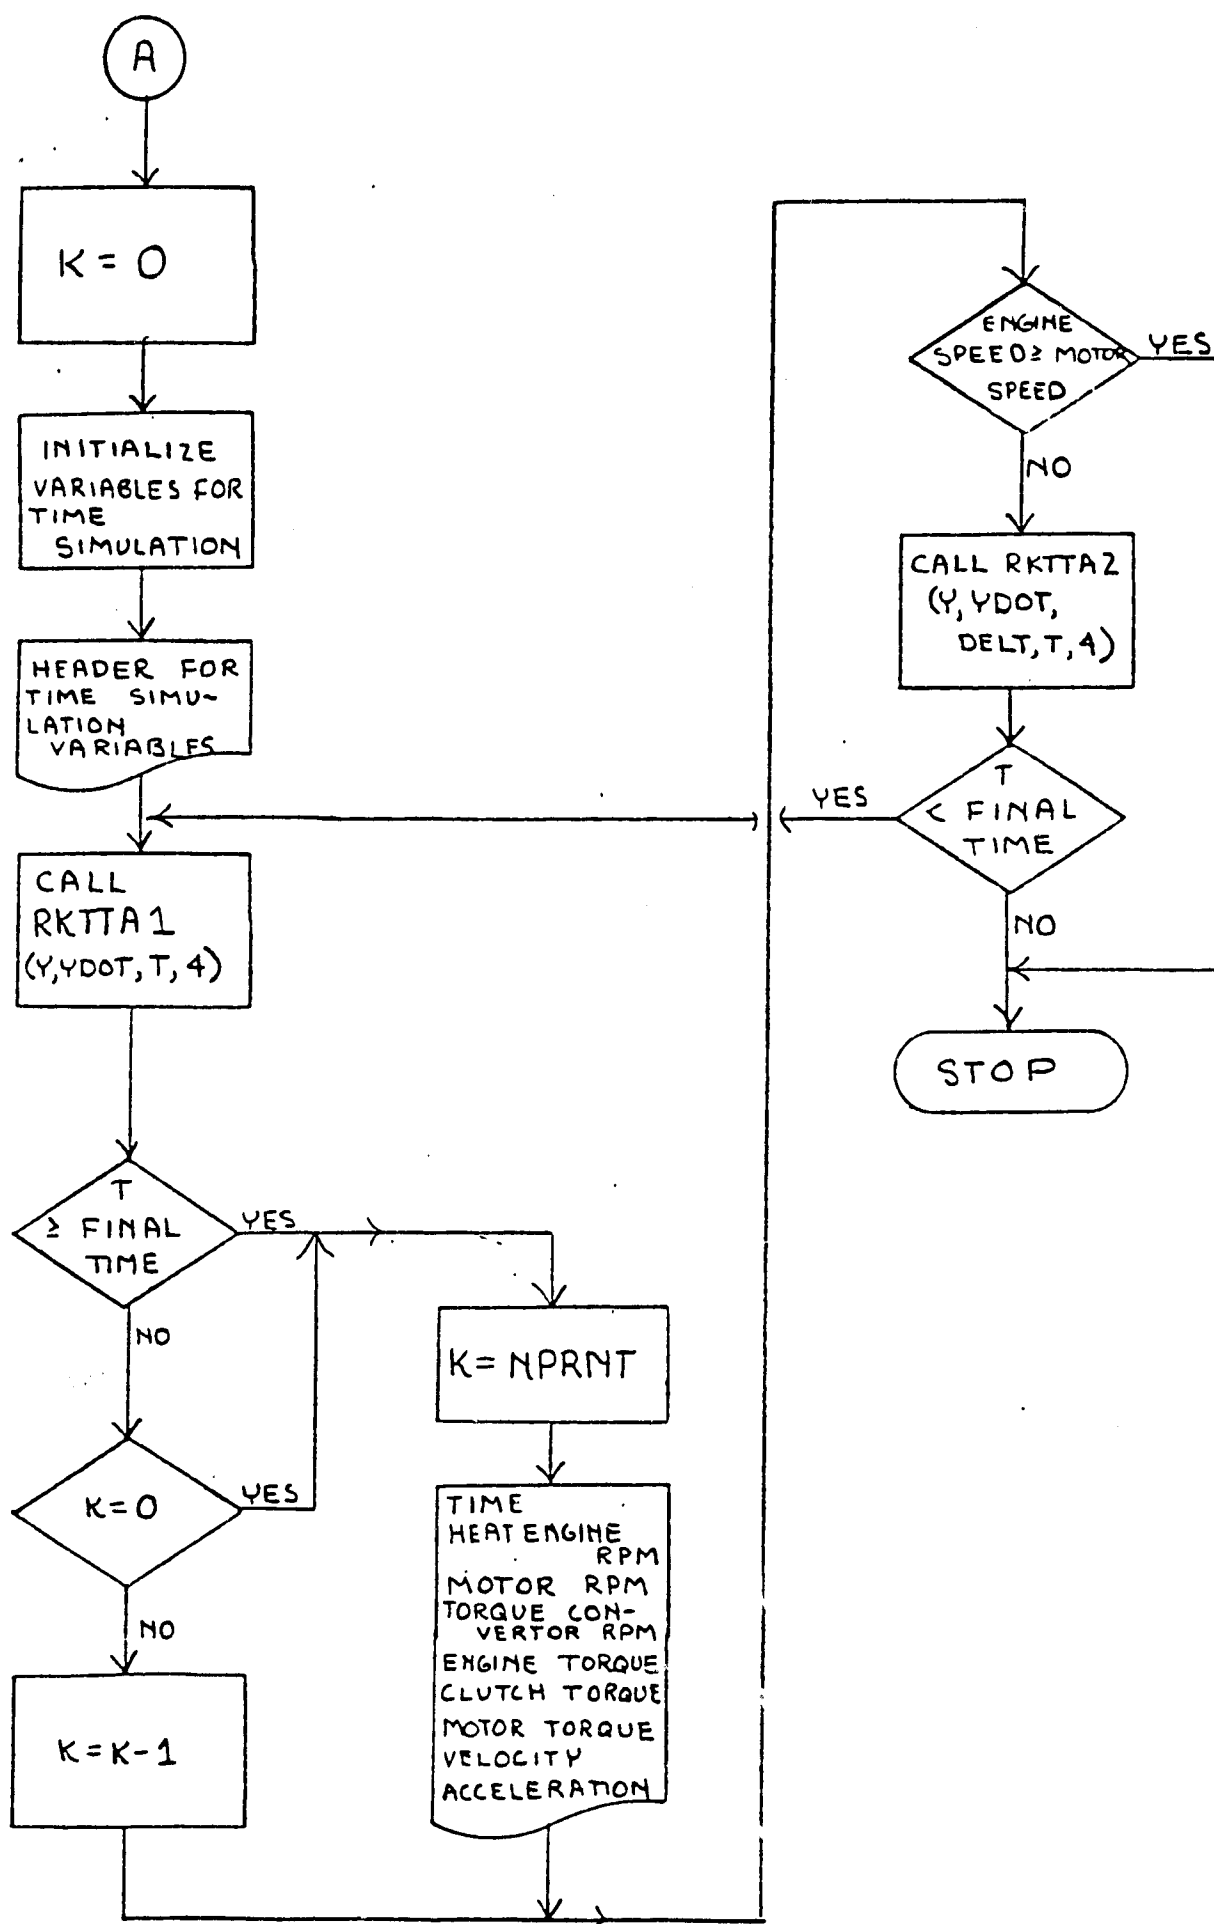 A
K = 0
INITIALIZE
VARIABLES FOR
TIME
SIMULATION
HEADER FOR
TIME SIMU-
LATION
VARIABLES
CALL
RKTTA1
(Y,YDOT,T,4)
T
≥ FINAL
TIME
YES
NO
K=0
YES
NO
K=K-1
K=NPRNT
TIME
HEAT ENGINE
RPM
MOTOR RPM
TORQUE CON-
VERTOR RPM
ENGINE TORQUE
CLUTCH TORQUE
MOTOR TORQUE
VELOCITY
ACCELERATION
ENGINE
SPEED ≥ MOTOR
SPEED
YES
NO
CALL RKTTA2
(Y, YDOT,
DELT,T,4)
T
< FINAL
TIME
YES
NO
STOP